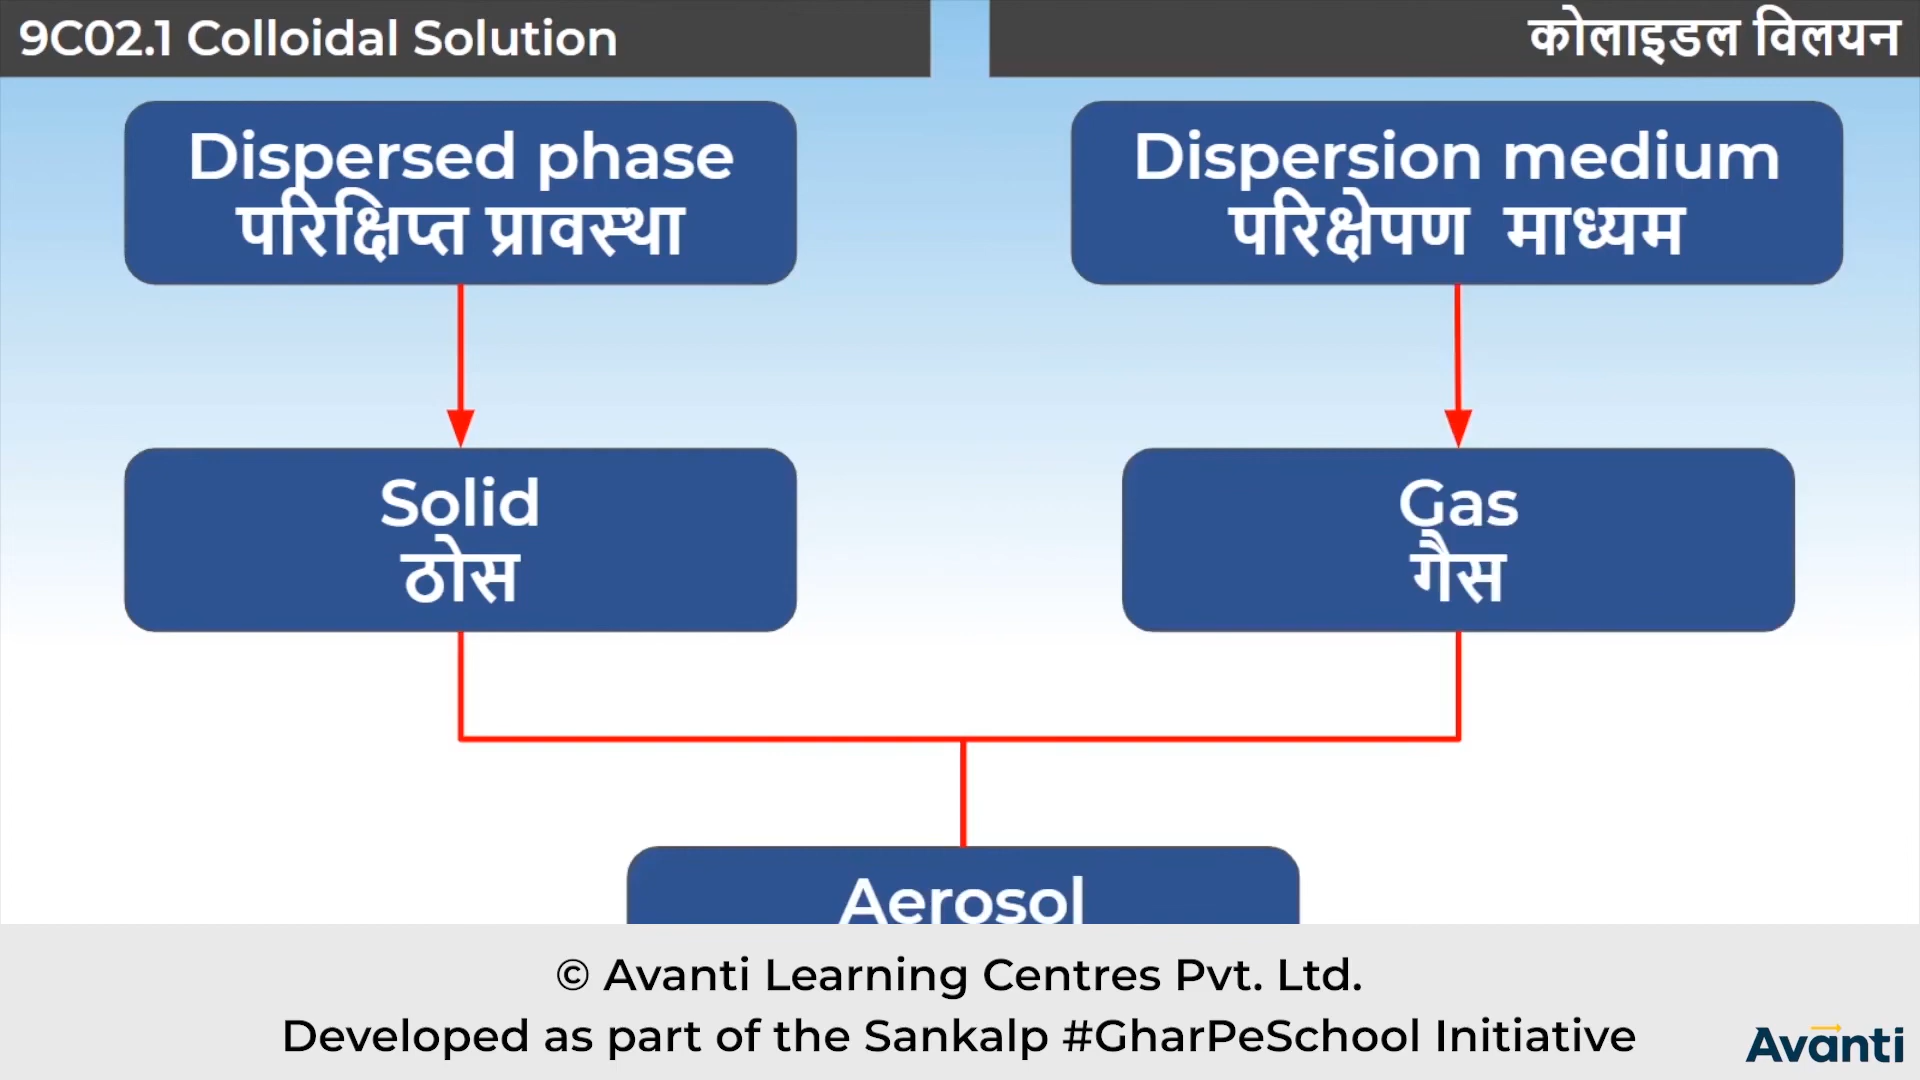 9C02.1 Colloidal Solution
कोलाइडल विलयन
Dispersed phase
परिक्षिप्त प्रावस्था
Dispersion medium
परिक्षेपण माध्यम
Solid
ठोस
Gas
गैस
Aerosol
© Avanti Learning Centres Pvt. Ltd.
Developed as part of the Sankalp #GharPeSchool Initiative
Avanti